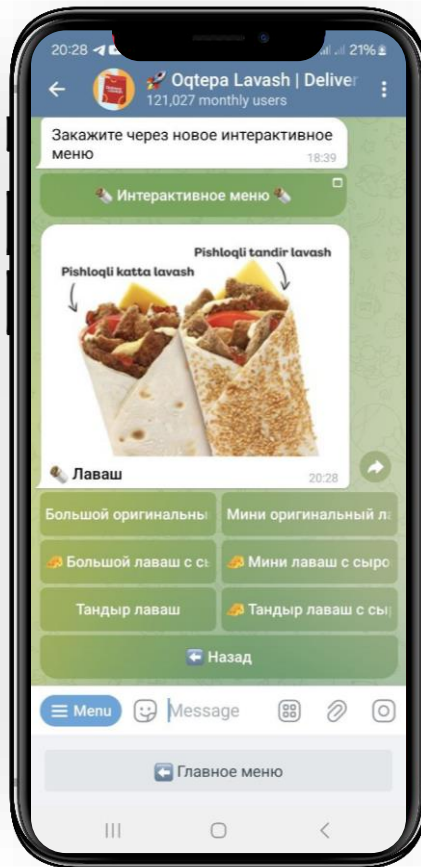 20:28
21%
🚀 Oqtepa Lavash | Deliver
121,027 monthly users
Закажите через новое интерактивное
меню
18:39
Интерактивное меню
Pishloqli tandir lavash
Pishloqli katta lavash
Лаваш
20:28
Большой оригинальны
Мини оригинальный л
Большой лаваш с сы
Мини лаваш с сыро
Тандыр лаваш
Тандыр лаваш с сы
Назад
Menu
Message
Главное меню